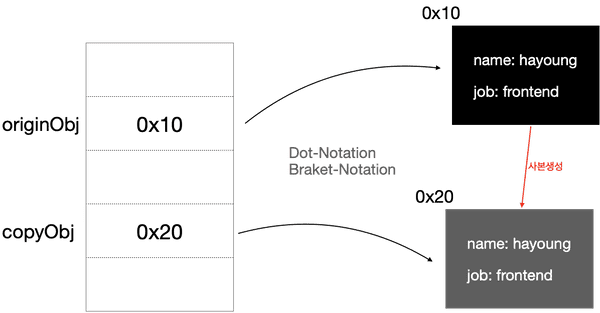 0x10
name: hayoung
job: frontend
originObj
0x10
Dot-Notation
Braket-Notation
사본생성
0x20
copyObj
0x20
name: hayoung
job: frontend